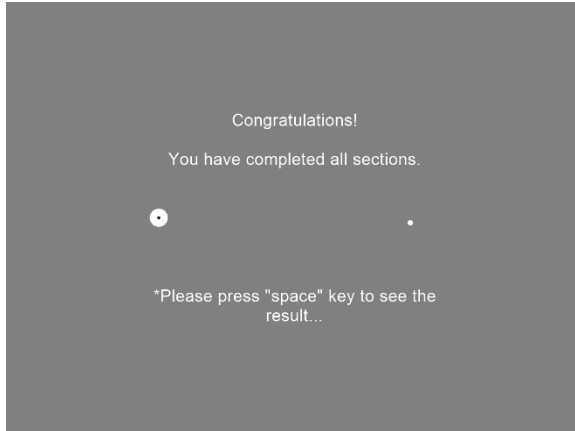 Congratulations!
You have completed all sections.
*Please press "space" key to see the
result...